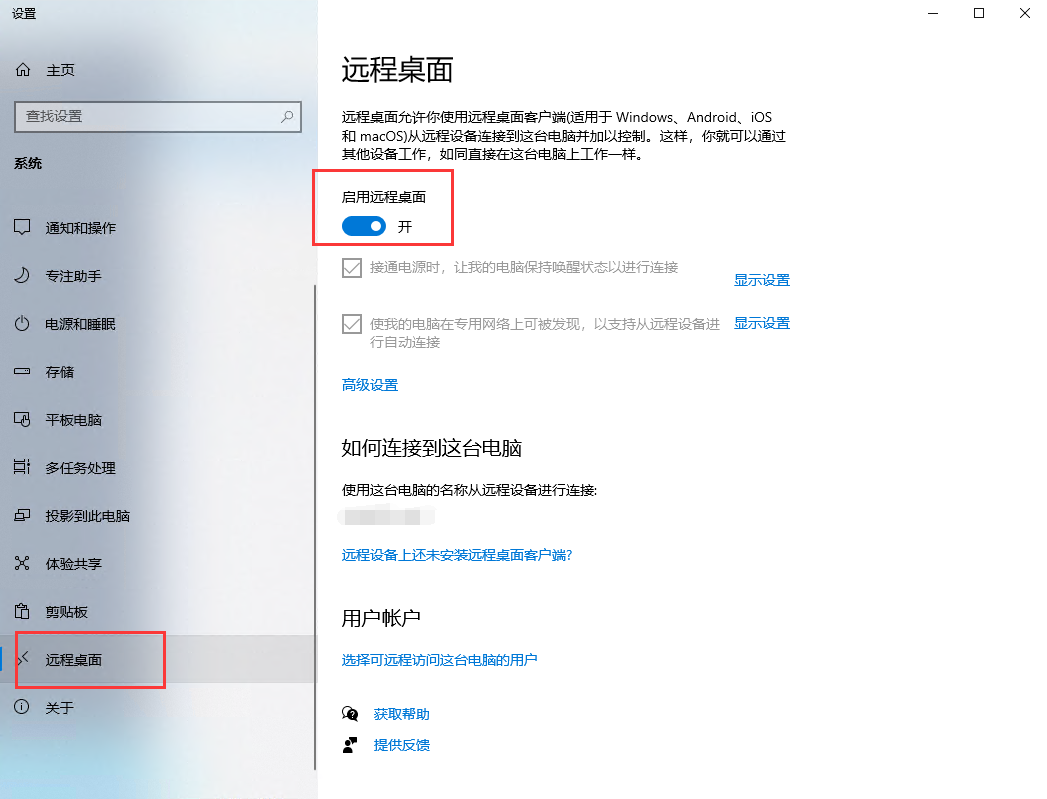 设置
主页
查找设置
系统
通知和操作
专注助手
电源和睡眠
存储
平板电脑
多任务处理
投影到此电脑
体验共享
剪贴板
远程桌面
关于
远程桌面
远程桌面允许你使用远程桌面客户端(适用于 Windows、Android、iOS
和 macOS)从远程设备连接到这台电脑并加以控制。这样，你就可以通过
其他设备工作，如同直接在这台电脑上工作一样。
启用远程桌面
开
接通电源时，让我的电脑保持唤醒状态以进行连接
显示设置
使我的电脑在专用网络上可被发现，以支持从远程设备进
行自动连接
显示设置
高级设置
如何连接到这台电脑
使用这台电脑的名称从远程设备进行连接:
远程设备上还未安装远程桌面客户端?
用户帐户
选择可远程访问这台电脑的用户
获取帮助
提供反馈